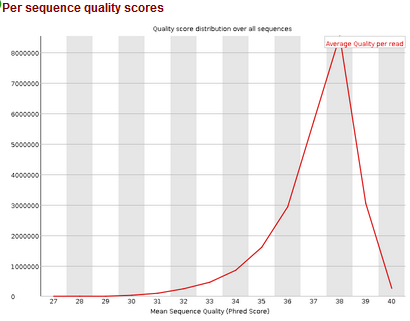 Per sequence quality scores
Quality score distribution over all sequences
Average Quality per read
8000000
7000000
6000000
5000000
4000000
3000000
2000000
1000000
0
27 28 29 30 31 32 33 34 35 36 37 38 39 40
Mean Sequence Quality (Phred Score)